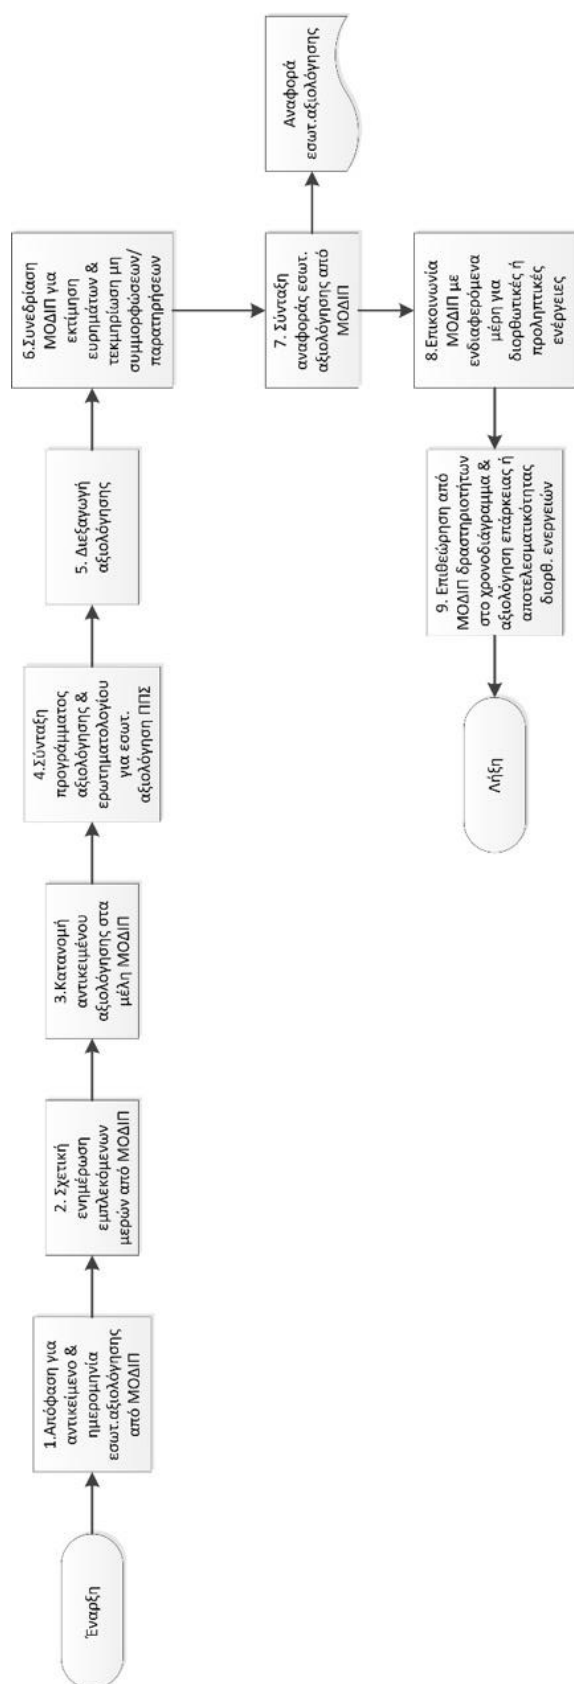 Έναρξη
1.Απόφαση για
αντικείμενο &
ημερομηνία
εσωτ.αξιολόγησης
από ΜΟΔΙΠ
2. Σχετική
ενημέρωση
εμπλεκόμενων
μερών από ΜΟΔΙΠ
3.Κατανομή
αντικειμένου
αξιολόγησης στα
μέλη ΜΟΔΙΠ
4.Σύνταξη
προγράμματος
αξιολόγησης &
ερωτηματολογίου
για εσωτ.
αξιολόγηση ΠΠΣ
5. Διεξαγωγή
αξιολόγησης
6.Συνεδρίαση
ΜΟΔΙΠ για
εκτίμηση
ευρημάτων &
τεκμηρίωση μη
συμμορφώσεων/
παρατηρήσεων
7. Σύνταξη
αναφοράς εσωτ.
αξιολόγησης από
ΜΟΔΙΠ
Αναφορά
εσωτ.αξιολόγησης
8.Επικοινωνία
ΜΟΔΙΠ με
ενδιαφερόμενα
μέρη για
διορθωτικές ή
προληπτικές
ενέργειες
9. Επιθεώρηση από
ΜΟΔΙΠ δραστηριοτήτων
στο χρονοδιάγραμμα &
αξιολόγηση επάρκειας ή
αποτελεσματικότητας
διορθ. ενεργειών
Λήξη